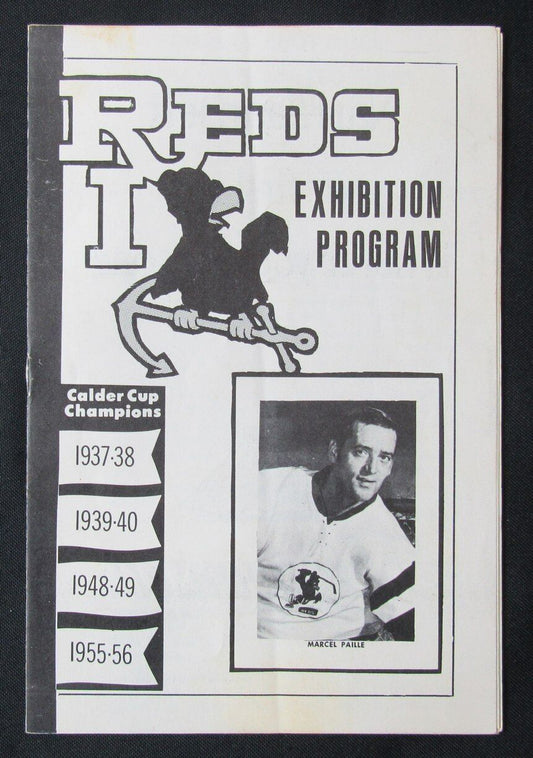 REDS
RI
EXHIBITION
PROGRAM
Calder Cup
Champions
1937-38
1939-40
1948-49
1955-56
MARCEL PAILLE